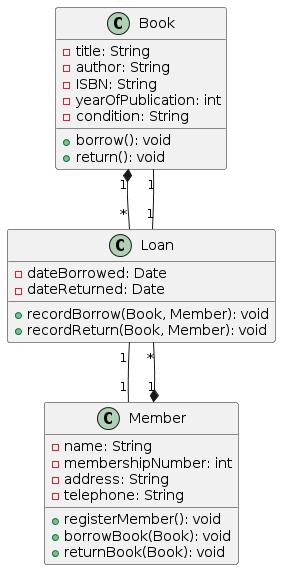 C Book
title: String
author: String
ISBN: String
yearOfPublication: int
condition: String
borrow(): void
return(): void
1 1
* 1
C Loan
dateBorrowed: Date
dateReturned: Date
recordBorrow(Book, Member): void
recordReturn(Book, Member): void
1 *
1 1
C Member
name: String
membershipNumber: int
address: String
telephone: String
registerMember(): void
borrowBook(Book): void
returnBook(Book): void